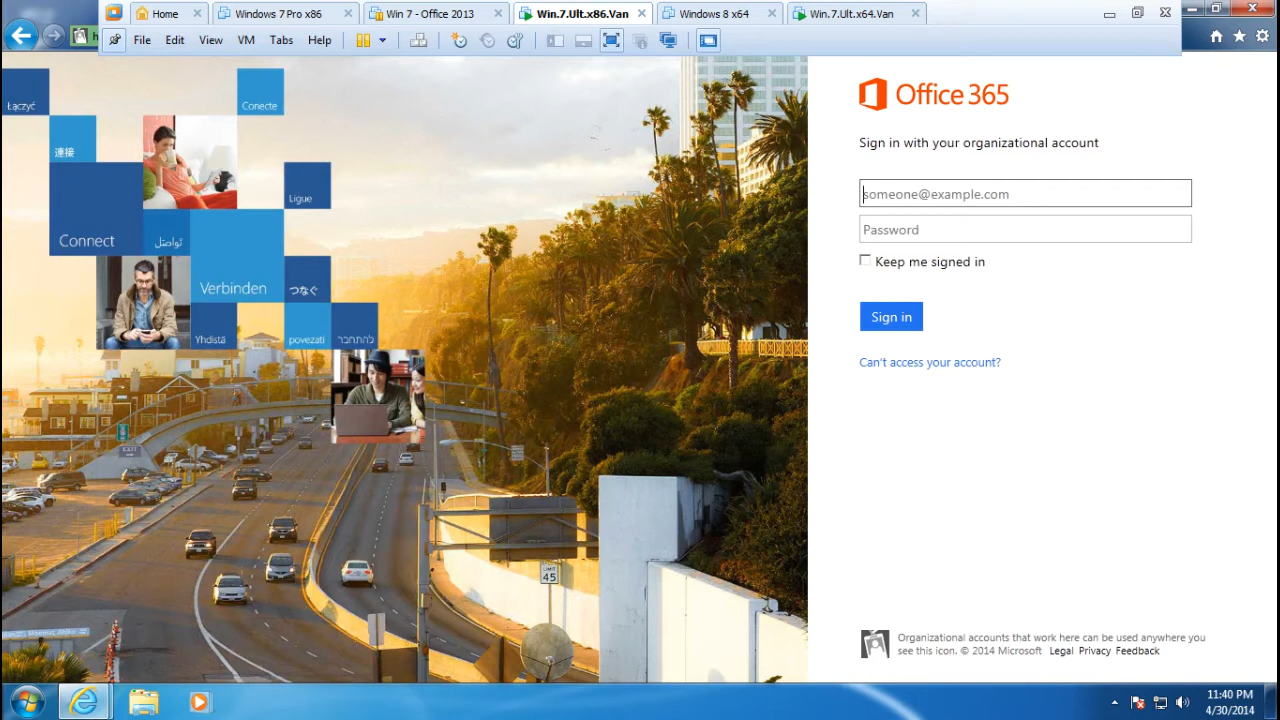 Home
Windows 7 Pro x86
Win 7 - Office 2013
Win.7.Ult.x86.Van
Windows 8 x64
Win.7.Ult.x64.Van
File Edit View VM Tabs Help
Łączyć
Conecte
連接
Ligue
Connect
تواصَل
Verbinden
つなぐ
Yhdistä
povezati
להתחבר
EXIT
LIMIT
45
Office 365
Sign in with your organizational account
someone@example.com
Password
Keep me signed in
Sign in
Can't access your account?
Organizational accounts that work here can be used anywhere you
see this icon. © 2014 Microsoft Legal Privacy Feedback
11:40 PM
4/30/2014